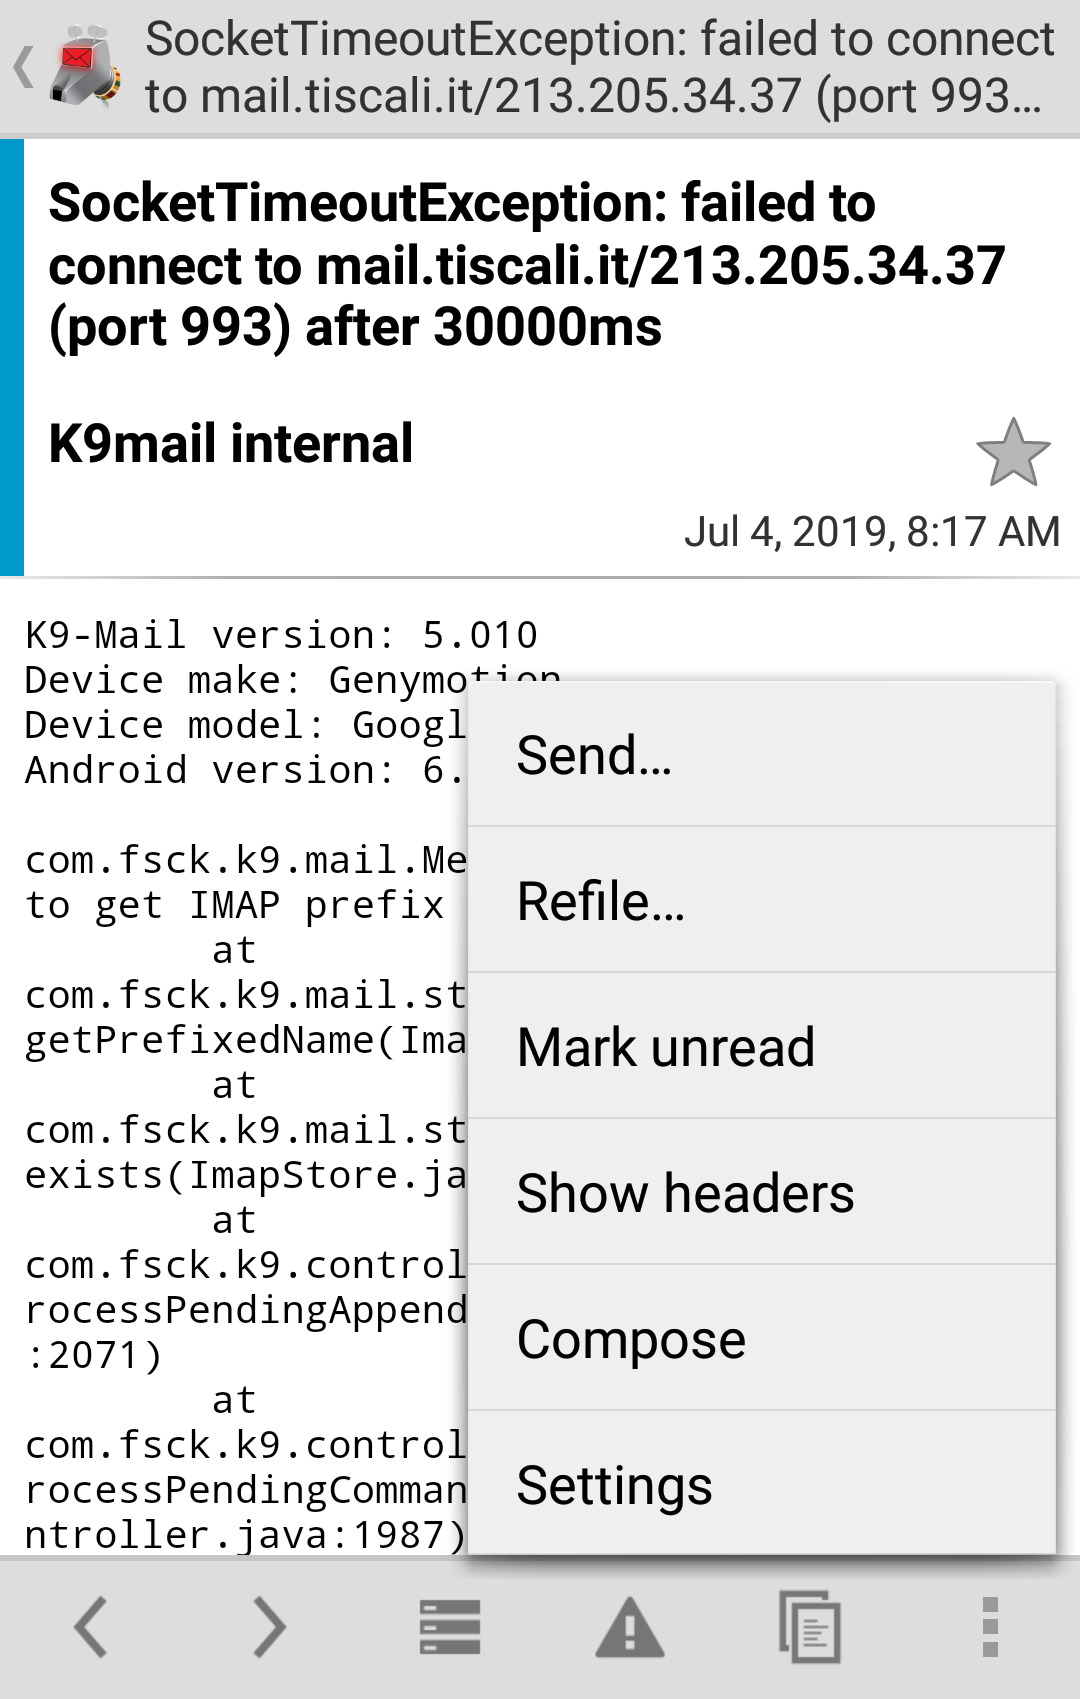 SocketTimeoutException: failed to connect
to mail.tiscali.it/213.205.34.37 (port 993…
SocketTimeoutException: failed to
connect to mail.tiscali.it/213.205.34.37
(port 993) after 30000ms
K9mail internal
Jul 4, 2019, 8:17 AM
K9-Mail version: 5.010
Device make: Genymotion
Device model: Googl
Android version: 6.
com.fsck.k9.mail.Me
to get IMAP prefix
at
com.fsck.k9.mail.st
getPrefixedName(Ima
at
com.fsck.k9.mail.st
exists(ImapStore.ja
at
com.fsck.k9.control
rocessPendingAppend
:2071)
at
com.fsck.k9.control
rocessPendingComman
ntroller.java:1987)
Send…
Refile…
Mark unread
Show headers
Compose
Settings